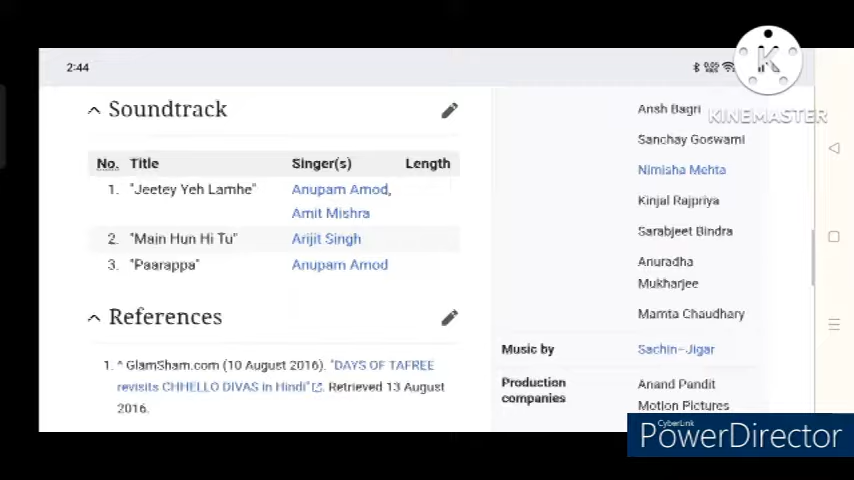 2:44
KINEMASTER
Soundtrack
No. Title Singer(s) Length
1. "Jeetey Yeh Lamhe" Anupam Amod,
Amit Mishra
2. "Main Hun Hi Tu" Arijit Singh
3. "Paarappa" Anupam Amod
References
1. ^ GlamSham.com (10 August 2016). "DAYS OF TAFREE
revisits CHHELLO DIVAS in Hindi". Retrieved 13 August
2016.
Ansh Bagri
Sanchay Goswami
Nimisha Mehta
Kinjal Rajpriya
Sarabjeet Bindra
Anuradha
Mukharjee
Mamta Chaudhary
Music by Sachin–Jigar
Production
companies
Anand Pandit
Motion Pictures
CyberLink
PowerDirector